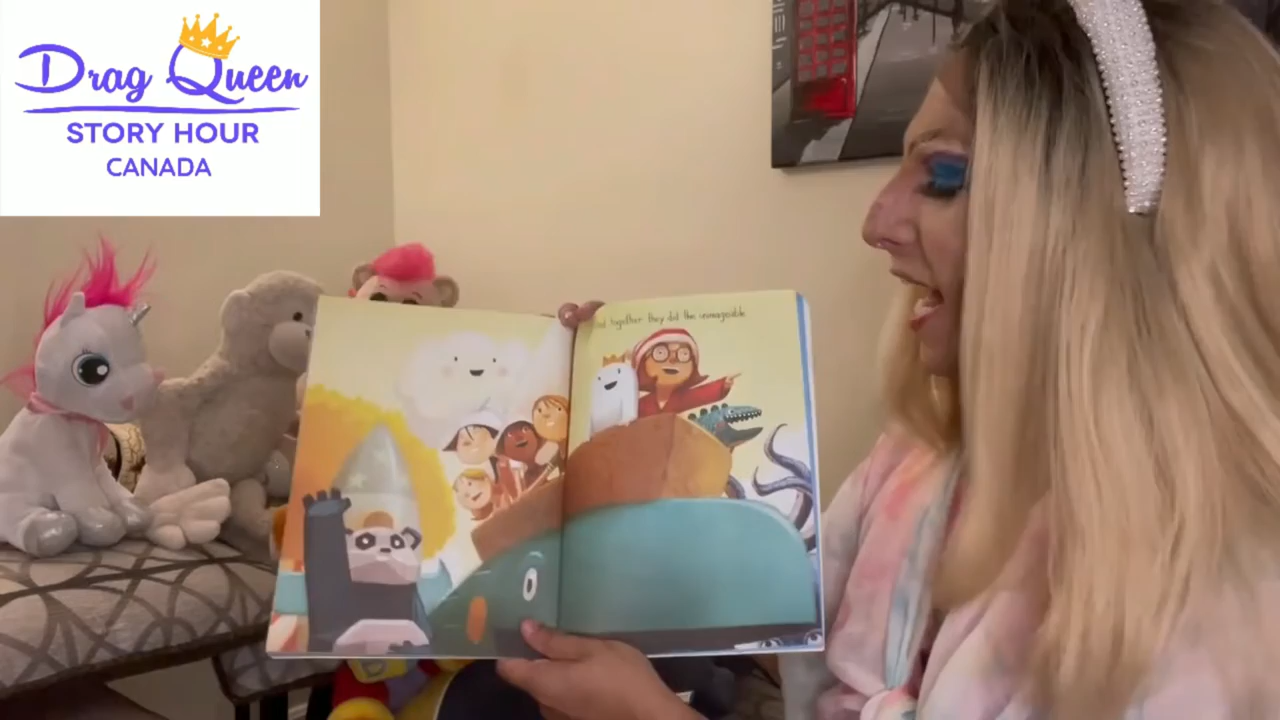 Drag Queen
STORY HOUR
CANADA
And together they did the unimaginable.